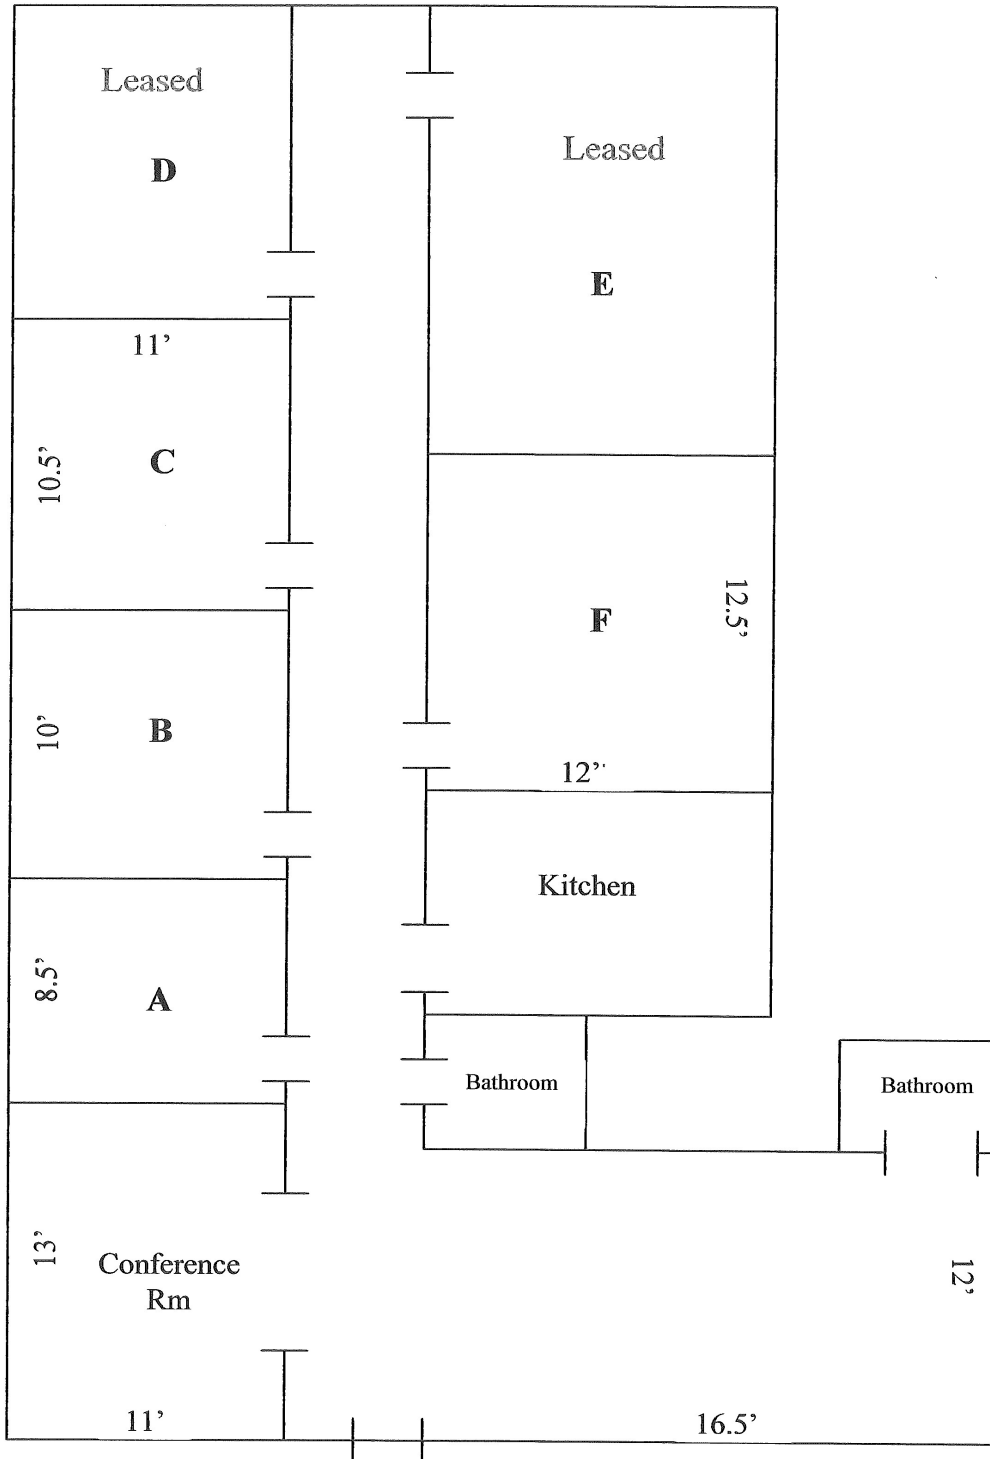 Leased
D
Leased
E
11’
10.5’
C
12.5’
F
10’
B
12’
Kitchen
8.5’
A
Bathroom
Bathroom
13’
Conference
Rm
12’
11’
16.5’